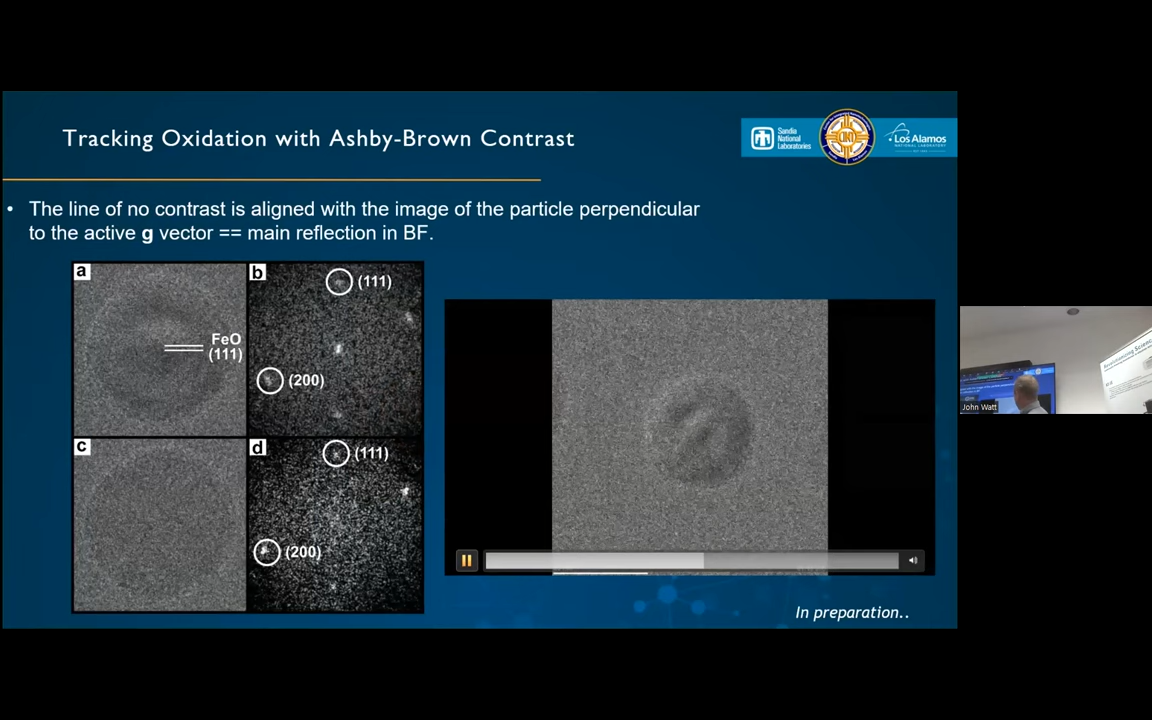 Tracking Oxidation with Ashby-Brown Contrast
Sandia
National
Laboratories
Los Alamos
NATIONAL LABORATORY
• The line of no contrast is aligned with the image of the particle perpendicular
to the active g vector == main reflection in BF.
a
b
(111)
FeO
(111)
(200)
c
d
(111)
(200)
In preparation..
John Watt